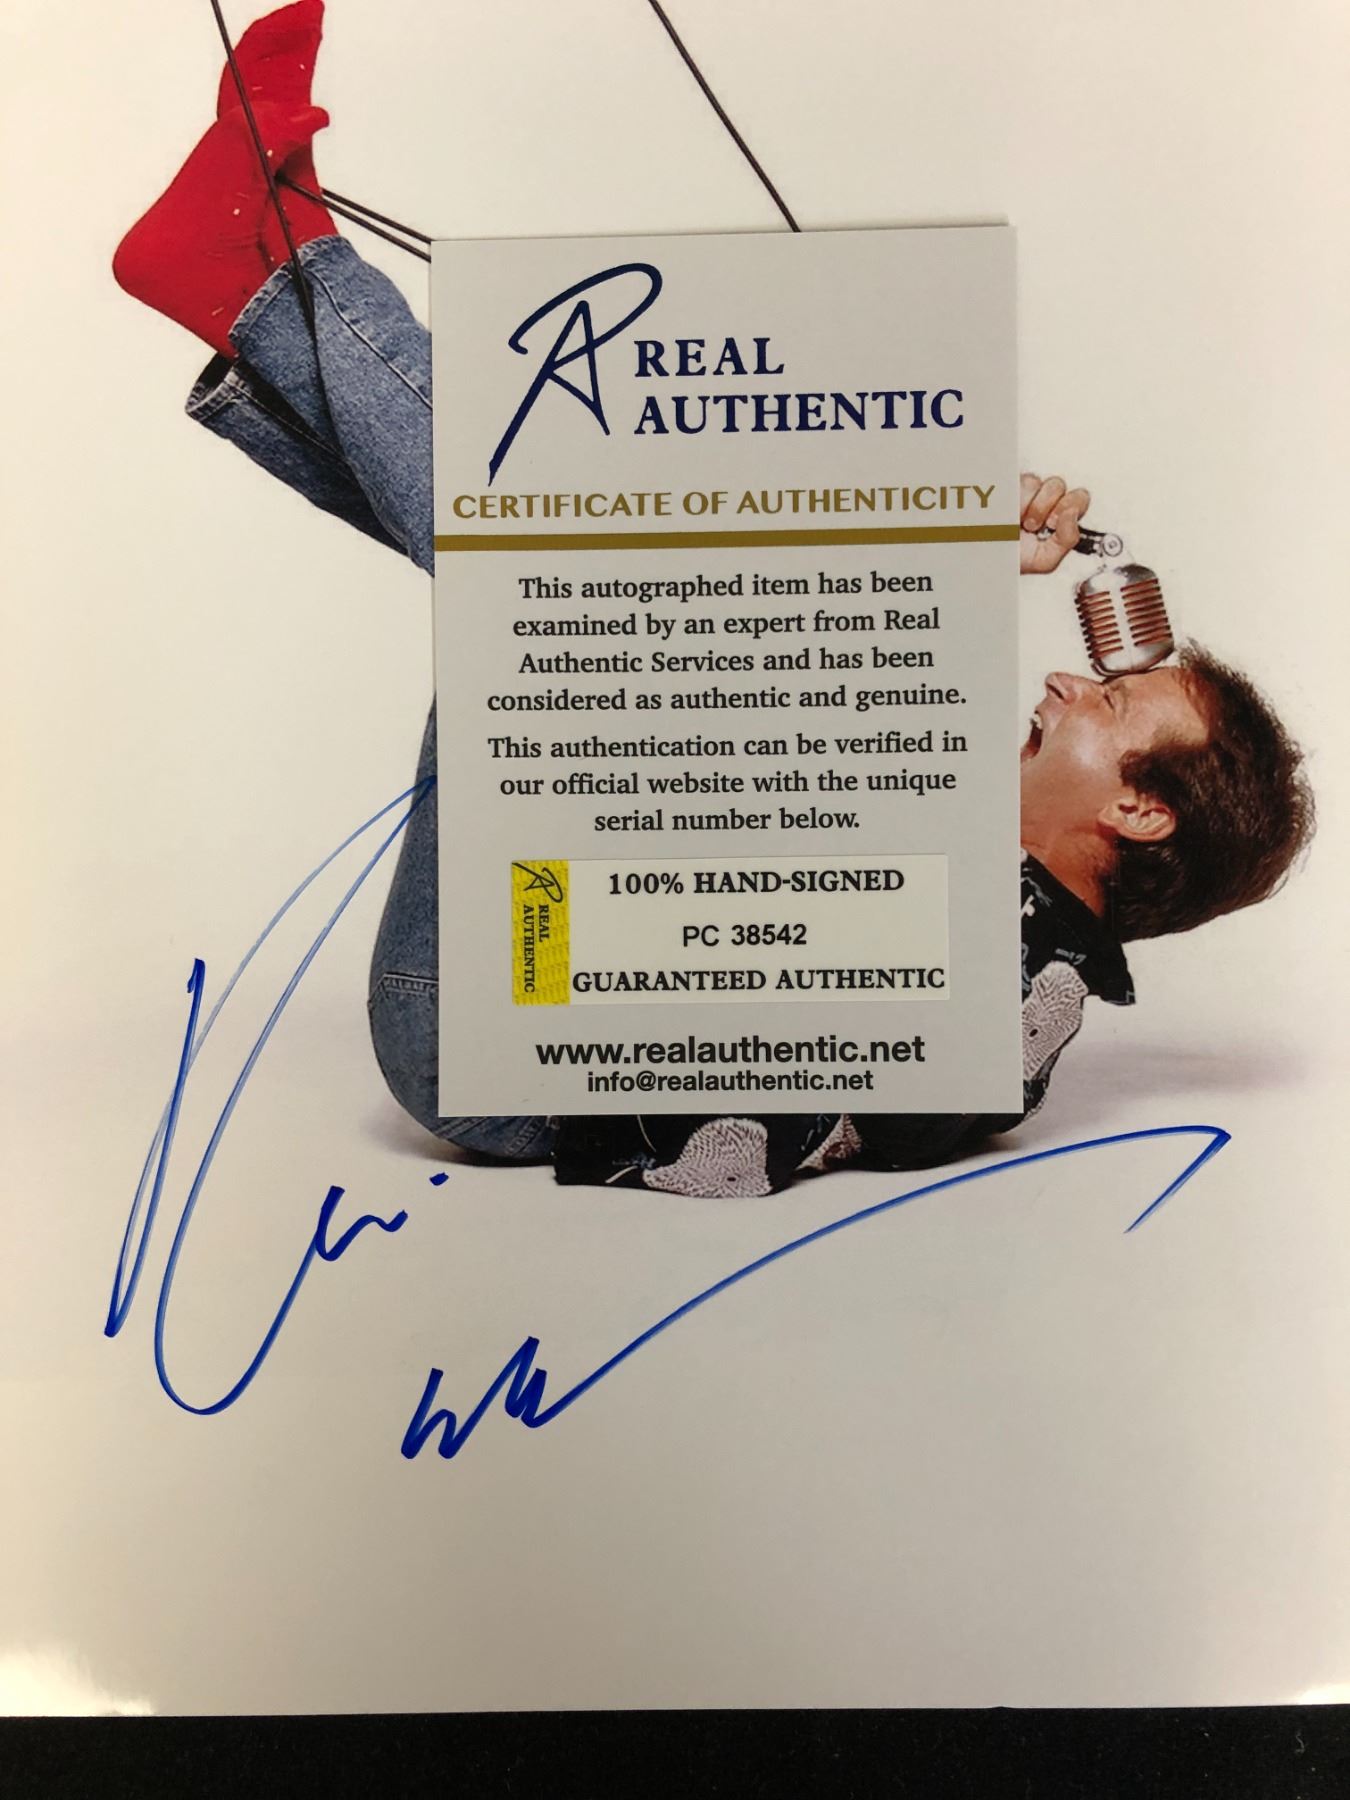 REAL
AUTHENTIC
CERTIFICATE OF AUTHENTICITY
This autographed item has been
examined by an expert from Real
Authentic Services and has been
considered as authentic and genuine.
This authentication can be verified in
our official website with the unique
serial number below.
REAL
AUTHENTIC
100% HAND-SIGNED
PC 38542
GUARANTEED AUTHENTIC
www.realauthentic.net
info@realauthentic.net